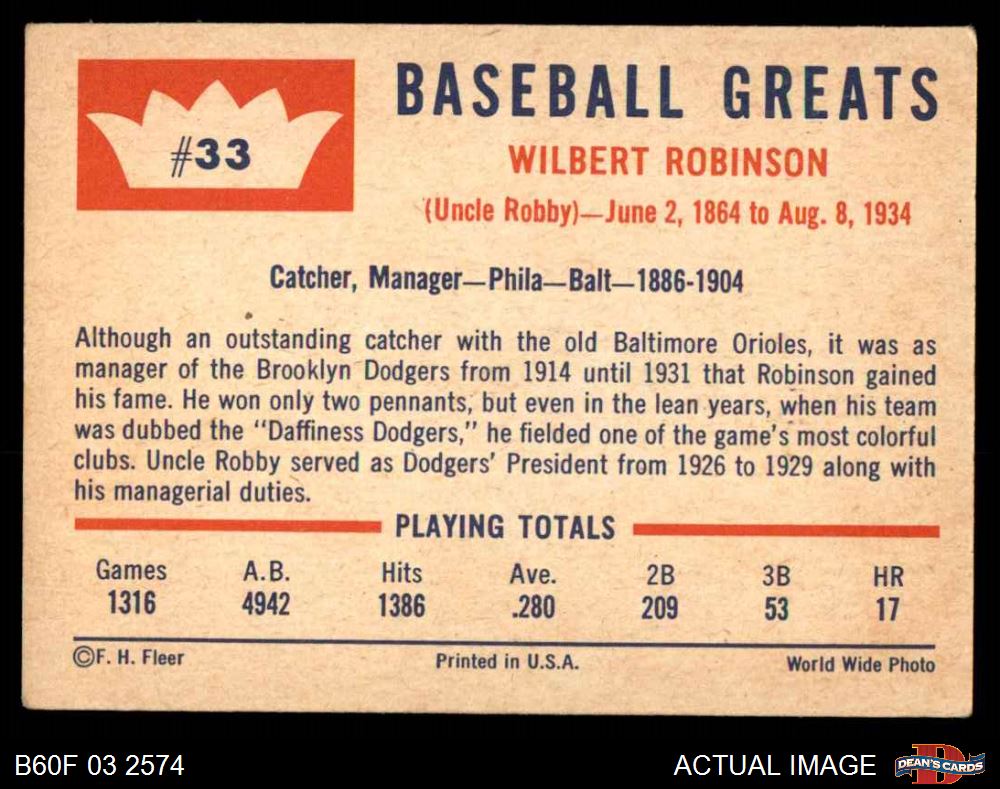 #33
BASEBALL GREATS
WILBERT ROBINSON
(Uncle Robby)—June 2, 1864 to Aug. 8, 1934
Catcher, Manager—Phila—Balt—1886-1904
Although an outstanding catcher with the old Baltimore Orioles, it was as
manager of the Brooklyn Dodgers from 1914 until 1931 that Robinson gained
his fame. He won only two pennants, but even in the lean years, when his team
was dubbed the "Daffiness Dodgers," he fielded one of the game's most colorful
clubs. Uncle Robby served as Dodgers' President from 1926 to 1929 along with
his managerial duties.
PLAYING TOTALS
Games A.B. Hits Ave. 2B 3B HR
1316 4942 1386 .280 209 53 17
©F. H. Fleer Printed in U.S.A. World Wide Photo
B60F 03 2574 ACTUAL IMAGE DEAN'S CARDS